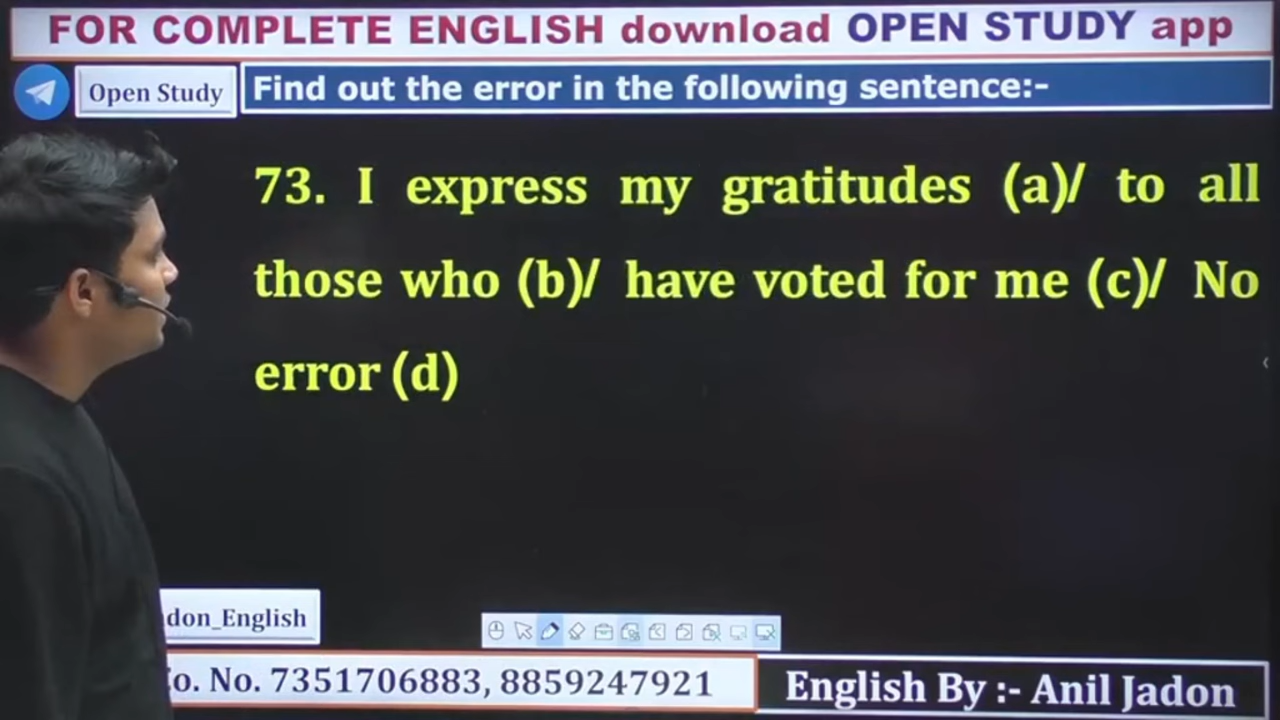 FOR COMPLETE ENGLISH download OPEN STUDY app
Open Study
Find out the error in the following sentence:-
73. I express my gratitudes (a)/ to all
those who (b)/ have voted for me (c)/ No
error (d)
don_English
o. No. 7351706883, 8859247921
English By :- Anil Jadon